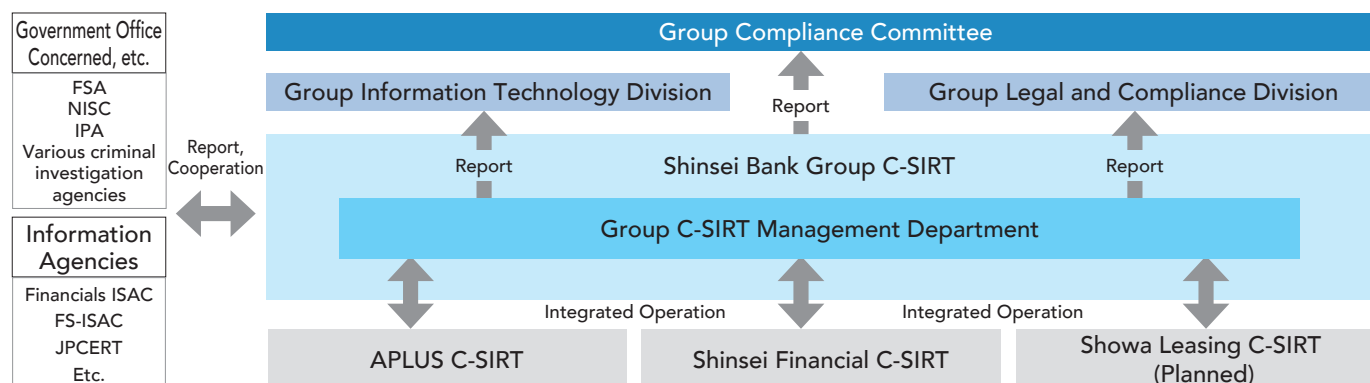 Government Office
Concerned, etc.
FSA
NISC
IPA
Various criminal
investigation
agencies
Information
Agencies
Financials ISAC
FS-ISAC
JPCERT
Etc.
Report,
Cooperation
Group Compliance Committee
Group Information Technology Division
Report
Group Legal and Compliance Division
Report
Shinsei Bank Group C-SIRT
Report
Group C-SIRT Management Department
Integrated Operation
Integrated Operation
APLUS C-SIRT
Shinsei Financial C-SIRT
Showa Leasing C-SIRT
(Planned)